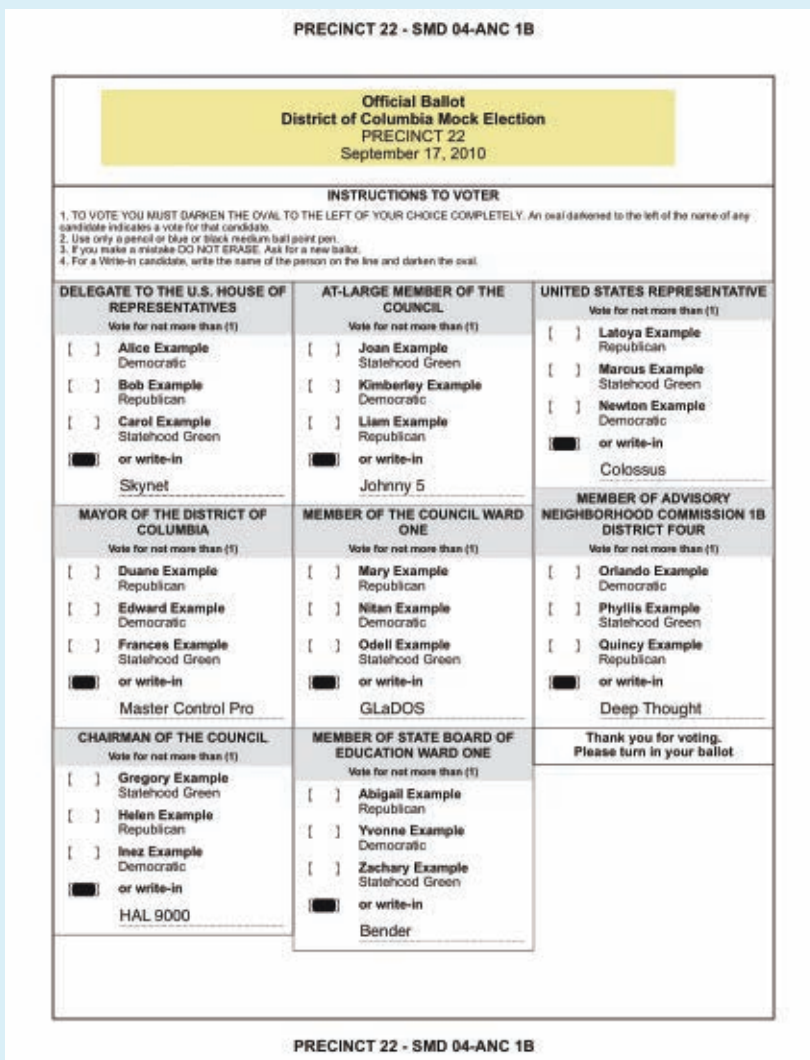 PRECINCT 22 - SMD 04-ANC 1B
Official Ballot
District of Columbia Mock Election
PRECINCT 22
September 17, 2010
INSTRUCTIONS TO VOTER
1. TO VOTE YOU MUST DARKEN THE OVAL TO THE LEFT OF YOUR CHOICE COMPLETELY. An oval darkened to the left of the name of any
candidate indicates a vote for that candidate.
2. Use only a pencil or blue or black medium ball point pen.
3. If you make a mistake DO NOT ERASE. Ask for a new ballot.
4. For a Write-in candidate, write the name of the person on the line and darken the oval.
DELEGATE TO THE U.S. HOUSE OF
REPRESENTATIVES
Vote for not more than (1)
[ ] Alice Example
Democratic
[ ] Bob Example
Republican
[ ] Carol Example
Statehood Green
or write-in
Skynet
MAYOR OF THE DISTRICT OF
COLUMBIA
Vote for not more than (1)
[ ] Duane Example
Republican
[ ] Edward Example
Democratic
[ ] Frances Example
Statehood Green
or write-in
Master Control Pro
CHAIRMAN OF THE COUNCIL
Vote for not more than (1)
[ ] Gregory Example
Statehood Green
[ ] Helen Example
Republican
[ ] Inez Example
Democratic
or write-in
HAL 9000
AT-LARGE MEMBER OF THE
COUNCIL
Vote for not more than (1)
[ ] Joan Example
Statehood Green
[ ] Kimberley Example
Democratic
[ ] Liam Example
Republican
or write-in
Johnny 5
MEMBER OF THE COUNCIL WARD
ONE
Vote for not more than (1)
[ ] Mary Example
Republican
[ ] Nitan Example
Democratic
[ ] Odell Example
Statehood Green
or write-in
GLaDOS
MEMBER OF STATE BOARD OF
EDUCATION WARD ONE
Vote for not more than (1)
[ ] Abigail Example
Republican
[ ] Yvonne Example
Democratic
[ ] Zachary Example
Statehood Green
or write-in
Bender
UNITED STATES REPRESENTATIVE
Vote for not more than (1)
[ ] Latoya Example
Republican
[ ] Marcus Example
Statehood Green
[ ] Newton Example
Democratic
or write-in
Colossus
MEMBER OF ADVISORY
NEIGHBORHOOD COMMISSION 1B
DISTRICT FOUR
Vote for not more than (1)
[ ] Orlando Example
Democratic
[ ] Phyllis Example
Statehood Green
[ ] Quincy Example
Republican
or write-in
Deep Thought
Thank you for voting.
Please turn in your ballot
PRECINCT 22 - SMD 04-ANC 1B